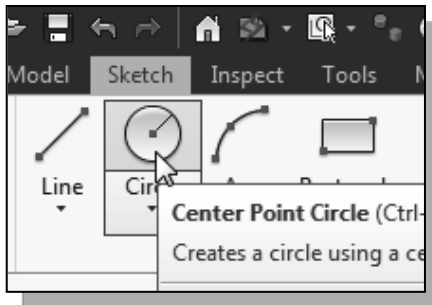 Model Sketch Inspect Tools
Line
Center Point Circle (Ctrl-
Creates a circle using a ce